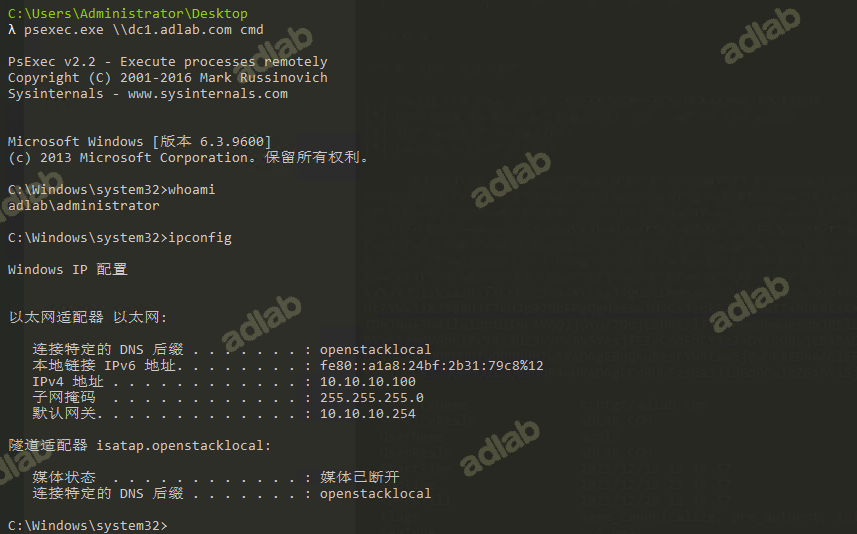 C:\Users\Administrator\Desktop
λ psexec.exe \\dc1.adlab.com cmd
PsExec v2.2 - Execute processes remotely
Copyright (C) 2001-2016 Mark Russinovich
Sysinternals - www.sysinternals.com
Microsoft Windows [版本 6.3.9600]
(c) 2013 Microsoft Corporation。保留所有权利。
C:\Windows\system32>whoami
adlab\administrator
C:\Windows\system32>ipconfig
Windows IP 配置
以太网适配器 以太网:
连接特定的 DNS 后缀 . . . . . . . : openstacklocal
本地链接 IPv6 地址. . . . . . . . : fe80::a1a8:24bf:2b31:79c8%12
IPv4 地址 . . . . . . . . . . . . : 10.10.10.100
子网掩码  . . . . . . . . . . . . : 255.255.255.0
默认网关. . . . . . . . . . . . . : 10.10.10.254
隧道适配器 isatap.openstacklocal:
媒体状态  . . . . . . . . . . . . : 媒体已断开
连接特定的 DNS 后缀 . . . . . . . : openstacklocal
C:\Windows\system32>
adlab
adlab
adlab
adlab
adlab
adlab
adlab
adlab